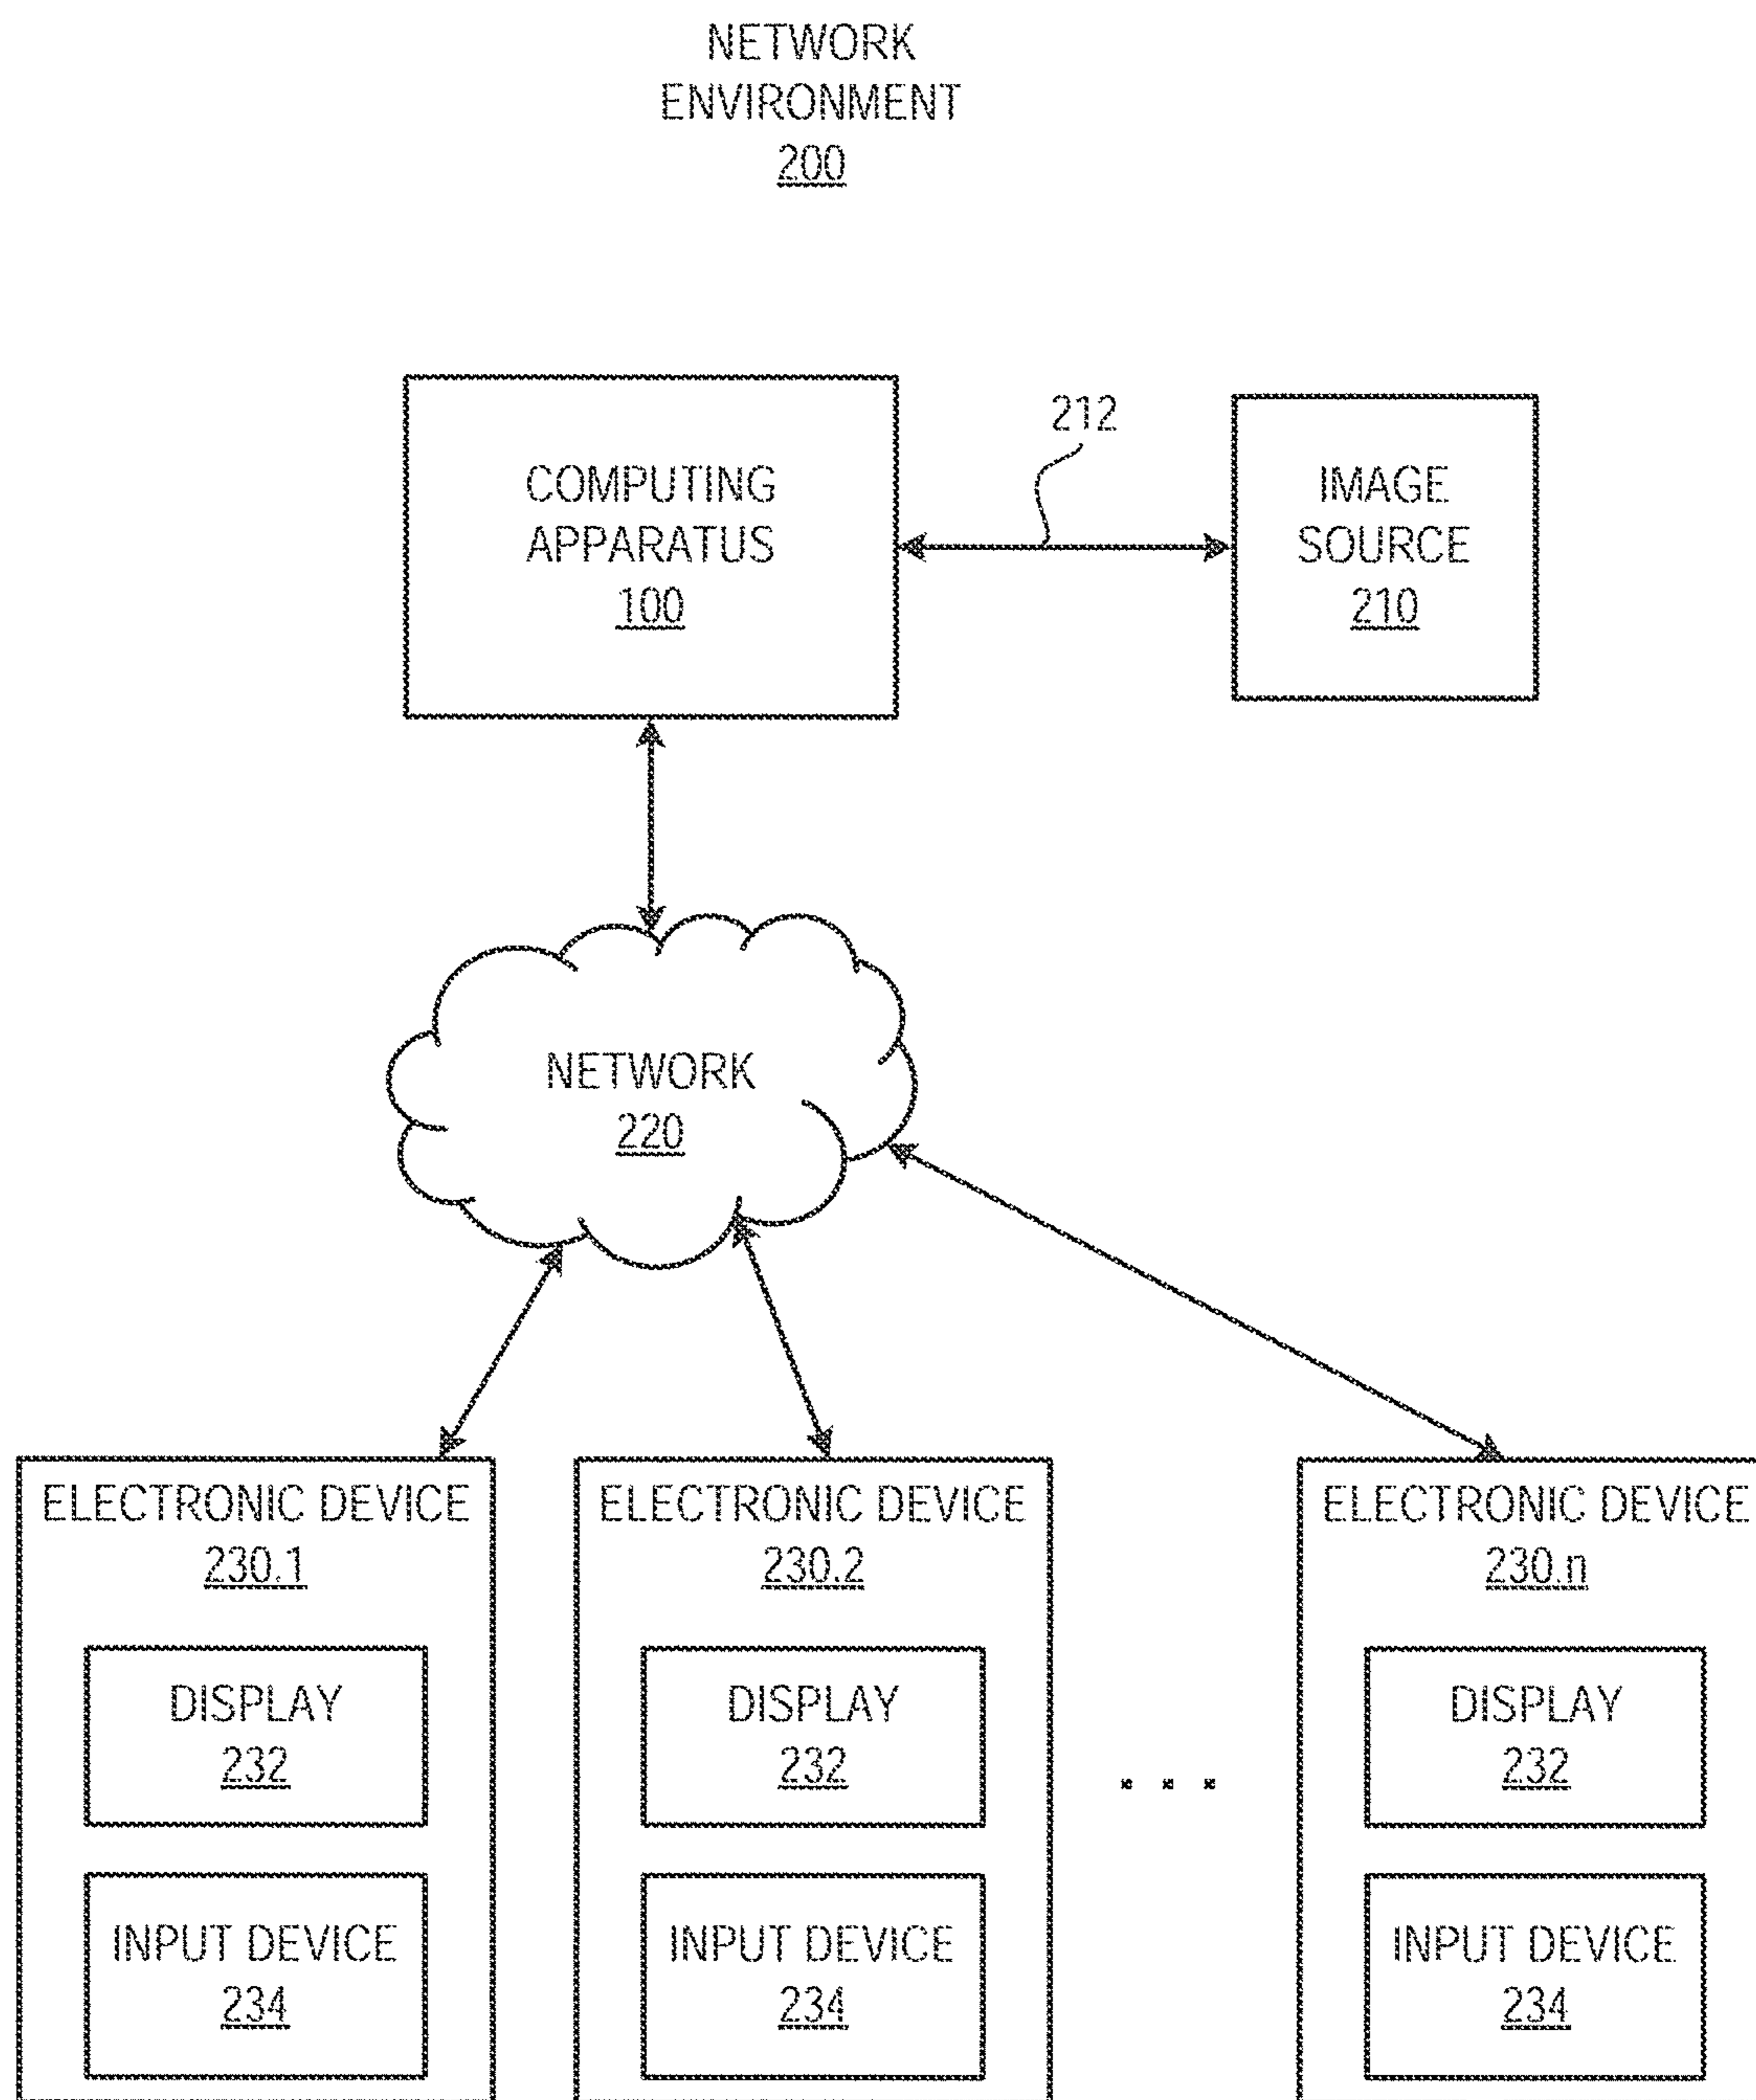 NETWORK
ENVIRONMENT
200
COMPUTING
APPARATUS
100
212
IMAGE
SOURCE
210
NETWORK
220
ELECTRONIC DEVICE
230.1
DISPLAY
232
INPUT DEVICE
234
ELECTRONIC DEVICE
230.2
DISPLAY
232
INPUT DEVICE
234
. . .
ELECTRONIC DEVICE
230.n
DISPLAY
232
INPUT DEVICE
234